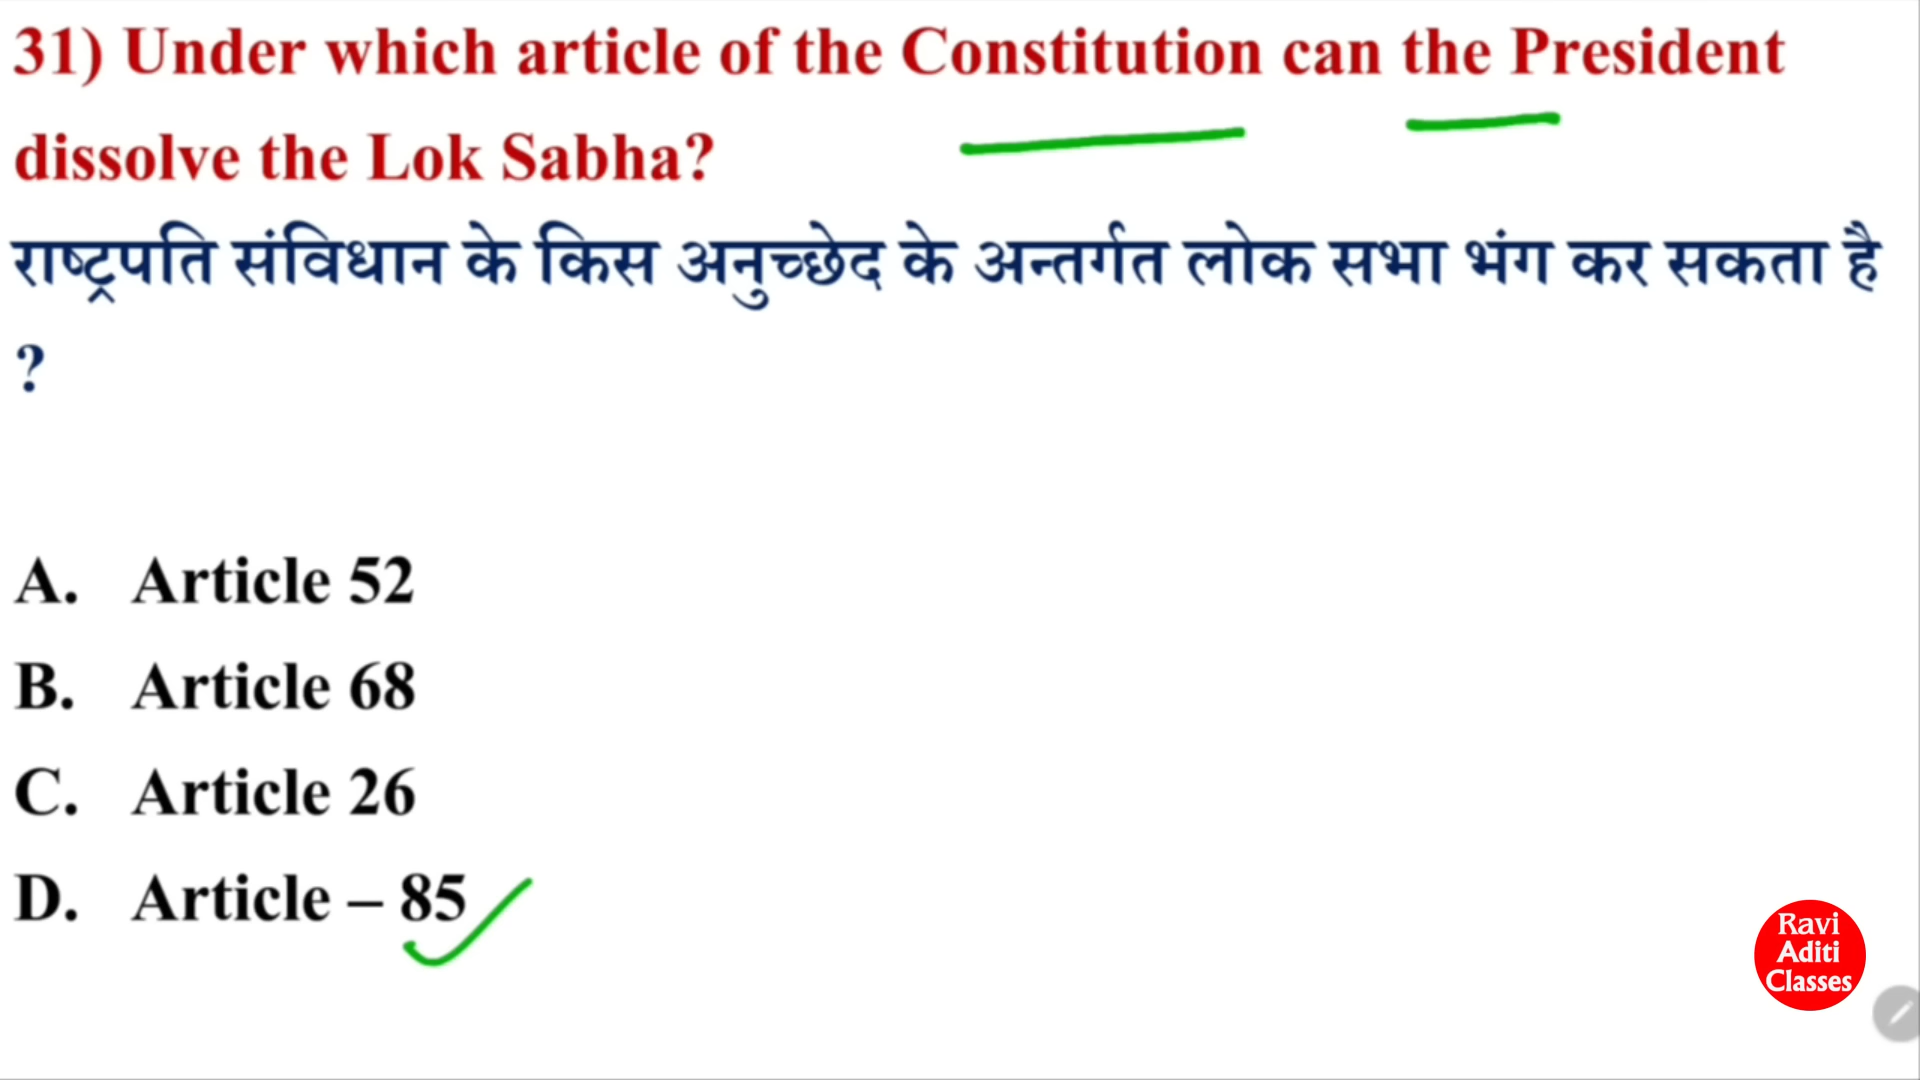 31) Under which article of the Constitution can the President
dissolve the Lok Sabha?
राष्ट्रपति संविधान के किस अनुच्छेद के अन्तर्गत लोक सभा भंग कर सकता है
?
A. Article 52
B. Article 68
C. Article 26
D. Article – 85
Ravi
Aditi
Classes